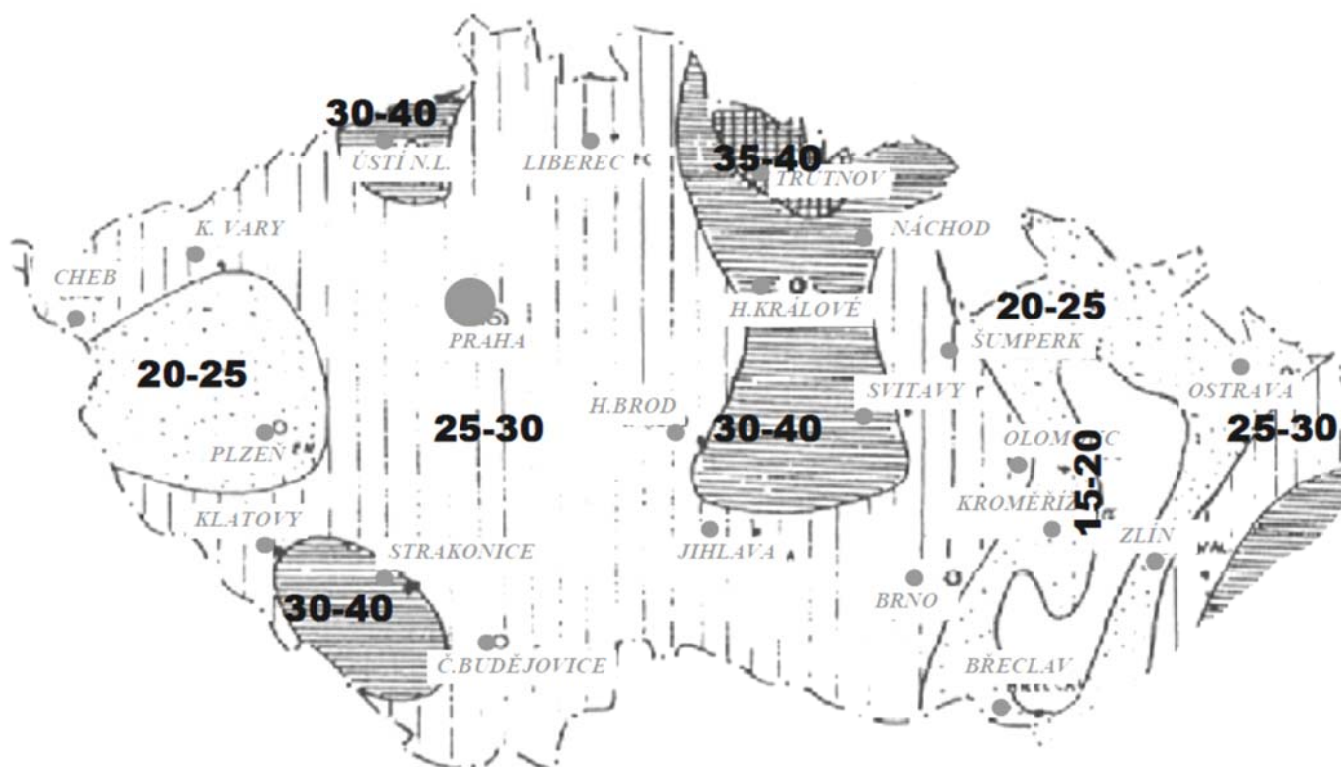 30-40
ÚSTÍ N.L.
LIBEREC
35-40
TRUTNOV
K. VARY
NÁCHOD
CHEB
PRAHA
H.KRÁLOVÉ
20-25
ŠUMPERK
20-25
OSTRAVA
SVITAVY
H.BROD
25-30
30-40
25-30
PLZEŇ
OLOMOUC
15-20
KROMĚŘÍŽ
KLATOVY
STRAKONICE
JIHLAVA
ZLÍN
30-40
BRNO
Č.BUDĚJOVICE
BŘECLAV